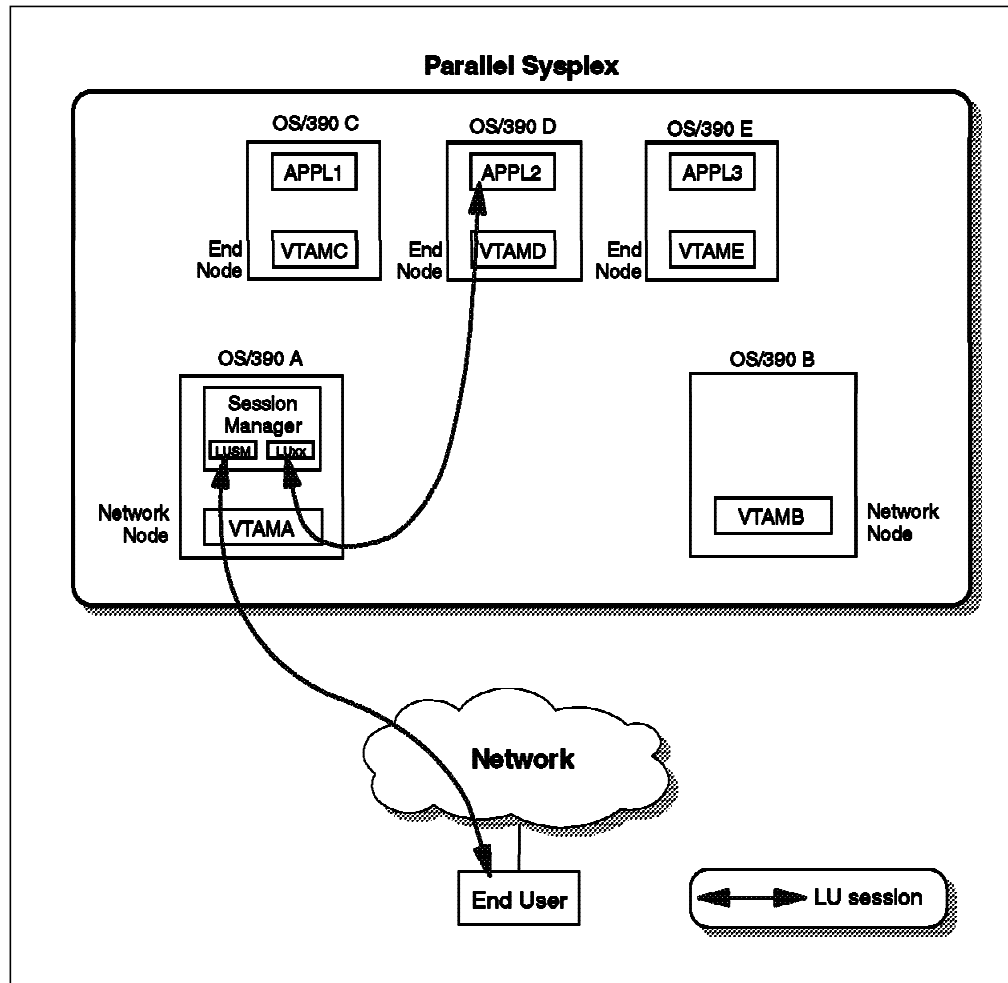 Parallel Sysplex
OS/390 C
OS/390 D
OS/390 E
APPL1
APPL2
APPL3
End
Node
VTAMC
End
Node
VTAMD
End
Node
VTAME
OS/390 A
OS/390 B
Session
Manager
LUSM
LUxx
Network
Node
VTAMA
VTAMB
Network
Node
Network
End User
LU session